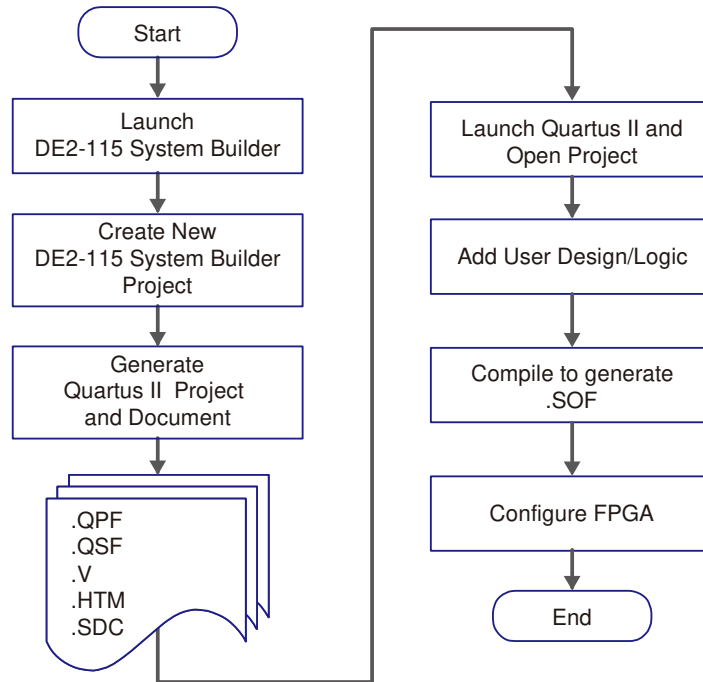 Start
Launch
DE2-115 System Builder
Create New
DE2-115 System Builder
Project
Generate
Quartus II Project
and Document
.QPF
.QSF
.V
.HTM
.SDC
Launch Quartus II and
Open Project
Add User Design/Logic
Compile to generate
.SOF
Configure FPGA
End